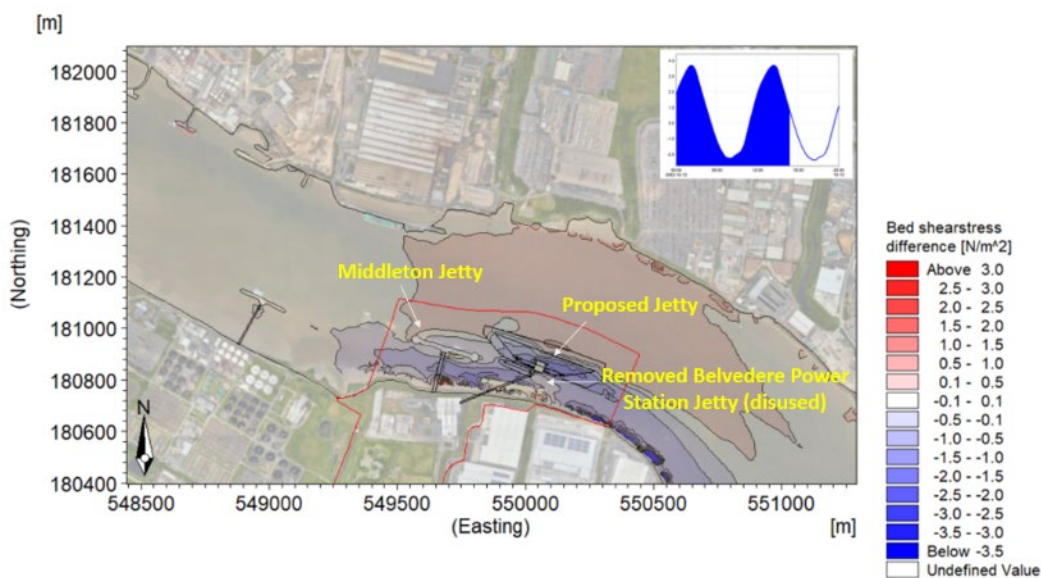 [m]
182000
181800
181600
181400
181200
181000
180800
180600
180400
(Northing)
Middleton Jetty
Proposed Jetty
Removed Belvedere Power
Station Jetty (disused)
N
548500
549000
549500
550000
550500
551000
(Easting)
[m]
Bed shearstress
difference [N/m^2]
Above 3.0
2.5 - 3.0
2.0 - 2.5
1.5 - 2.0
1.0 - 1.5
0.5 - 1.0
0.1 - 0.5
-0.1 - 0.1
-0.5 - -0.1
-1.0 - -0.5
-1.5 - -1.0
-2.0 - -1.5
-2.5 - -2.0
-3.0 - -2.5
-3.5 - -3.0
Below -3.5
Undefined Value